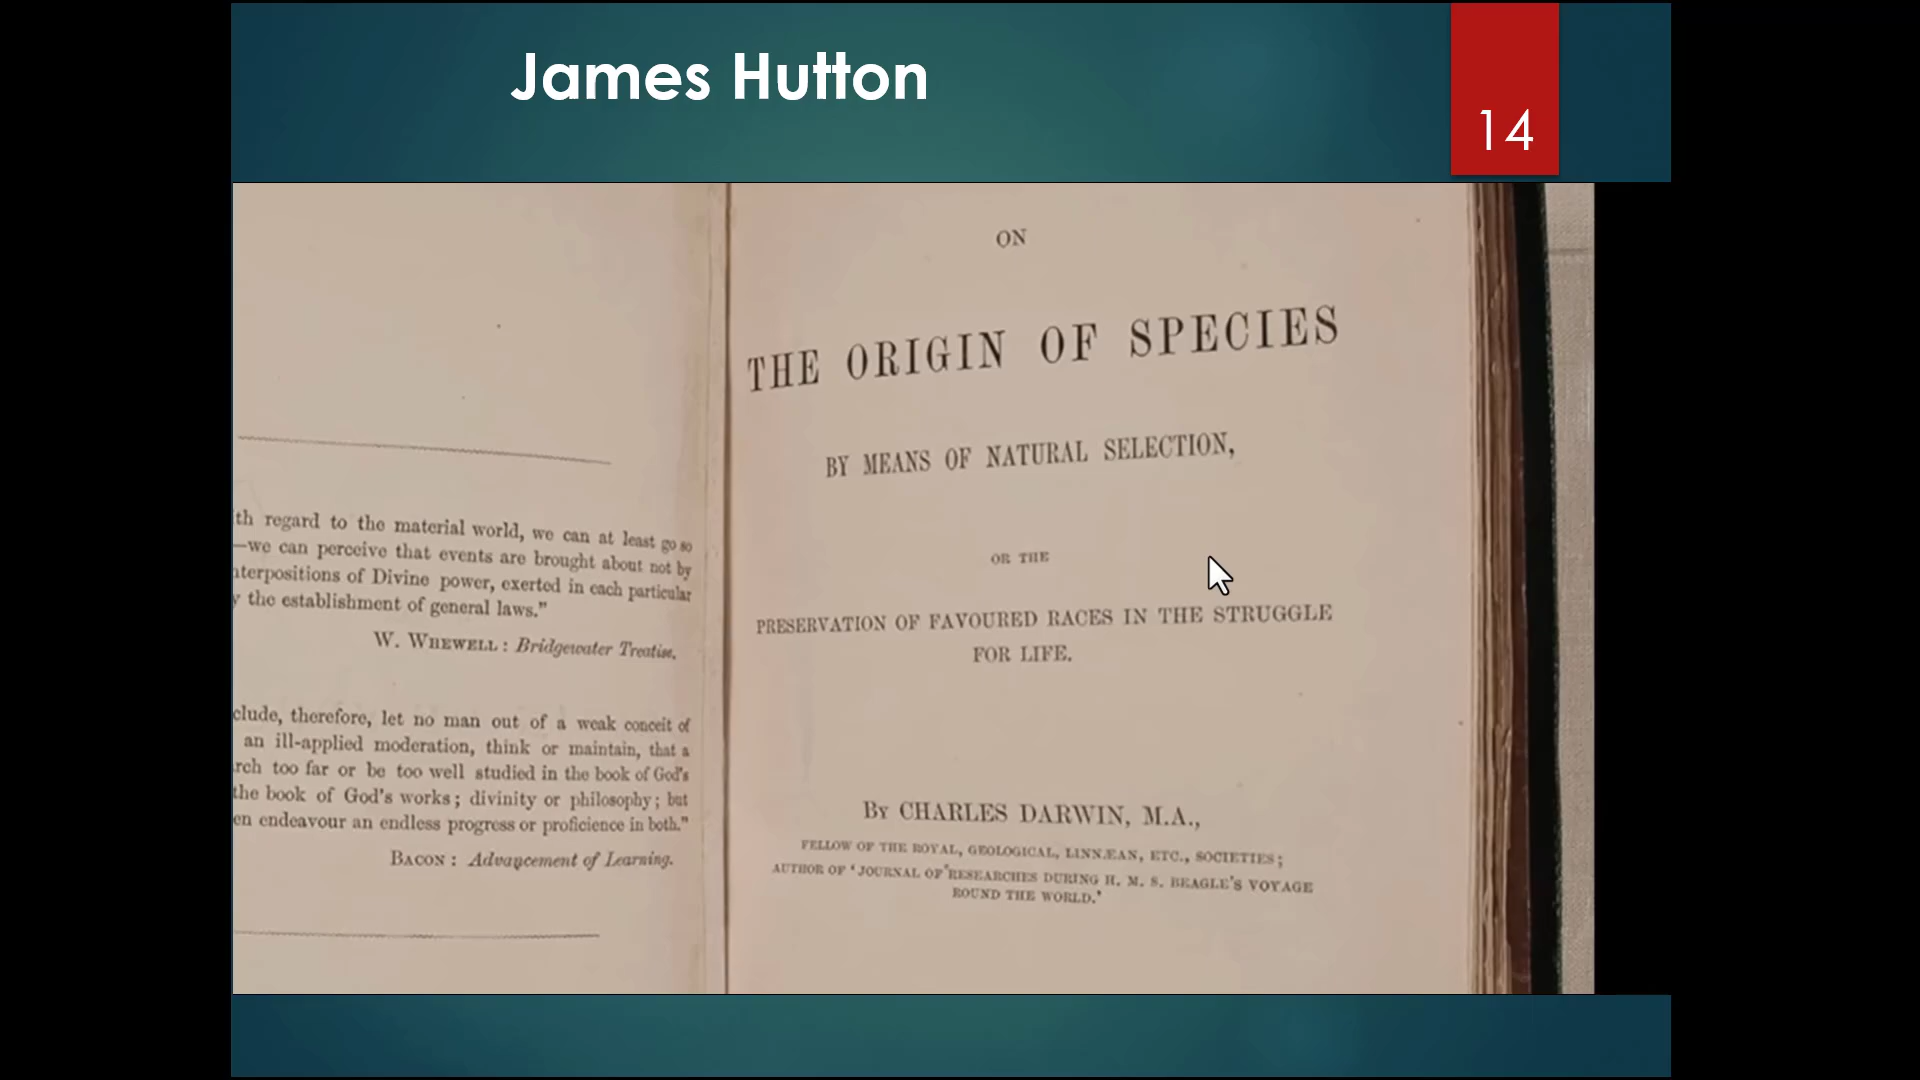 James Hutton
14
th regard to the material world, we can at least go so
—we can perceive that events are brought about not by
nterpositions of Divine power, exerted in each particular
y the establishment of general laws."
W. WHEWELL : Bridgewater Treatise.
clude, therefore, let no man out of a weak conceit of
an ill-applied moderation, think or maintain, that a
rch too far or be too well studied in the book of God's
the book of God's works ; divinity or philosophy ; but
en endeavour an endless progress or proficience in both."
BACON : Advancement of Learning.
ON
THE ORIGIN OF SPECIES
BY MEANS OF NATURAL SELECTION,
OR THE
PRESERVATION OF FAVOURED RACES IN THE STRUGGLE
FOR LIFE.
By CHARLES DARWIN, M.A.,
FELLOW OF THE ROYAL, GEOLOGICAL, LINNÆAN, ETC., SOCIETIES ;
AUTHOR OF 'JOURNAL OF RESEARCHES DURING H. M. S. BEAGLE'S VOYAGE
ROUND THE WORLD.'